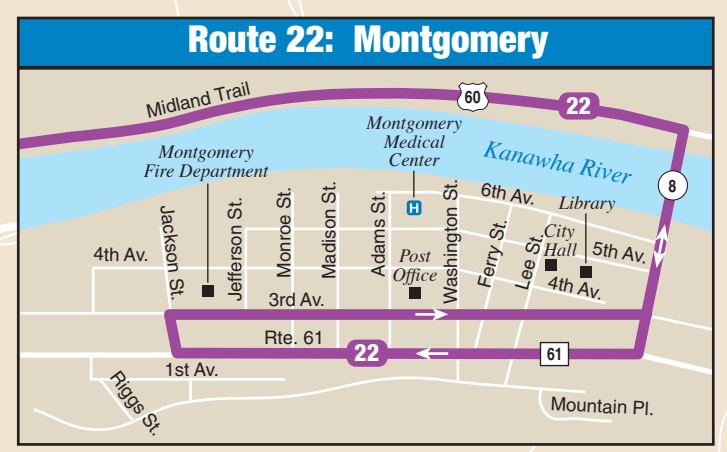 Route 22: Montgomery
Midland Trail
60
22
Montgomery
Medical
Center
Kanawha River
Montgomery
Fire Department
8
H
6th Av.
Library
Jackson St.
Jefferson St.
Monroe St.
Madison St.
Adams St.
Washington St.
Ferry St.
Lee St.
City
Hall
5th Av.
4th Av.
Post
Office
4th Av.
3rd Av.
Rte. 61
22
61
1st Av.
Riggs St.
Mountain Pl.